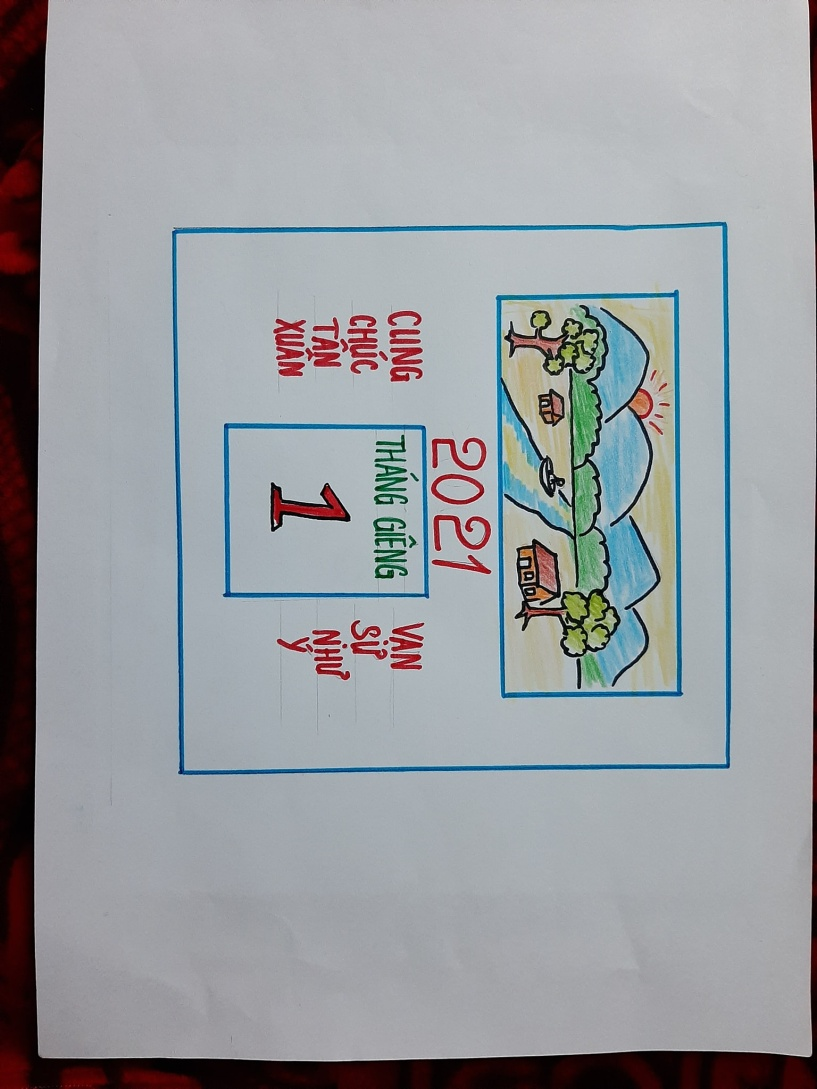 2021
CUNG
CHÚC
TÂN
XUÂN
THÁNG GIÊNG
1
VẠN
SỰ
NHƯ
Ý